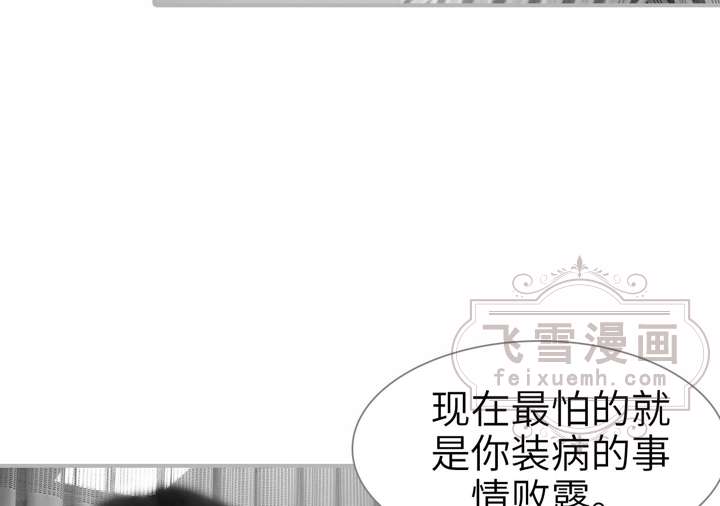 飞雪漫画
feixuemh.com
现在最怕的就
是你装病的事
情败露。